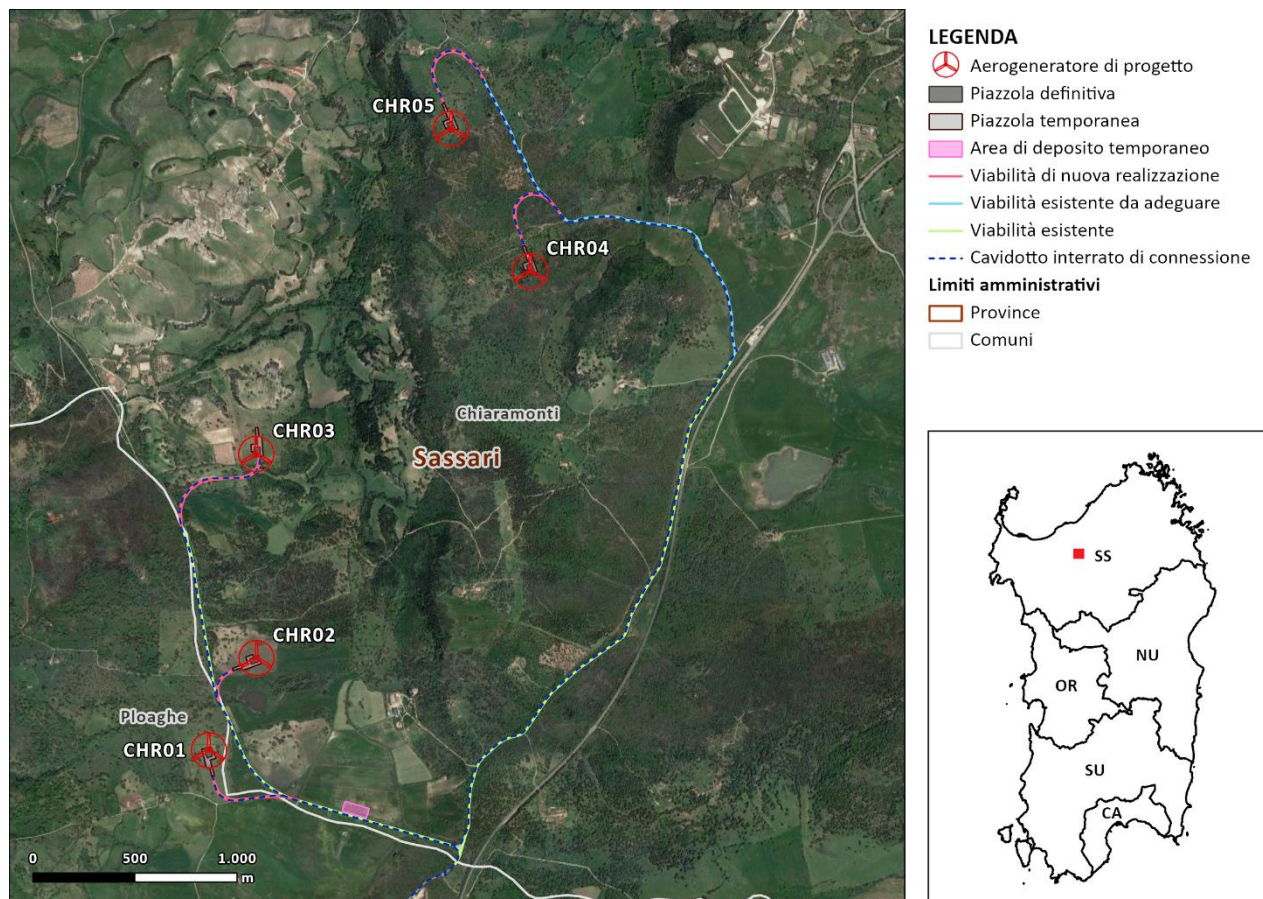 CHR05
CHR04
CHR03
Chiaramonti
Sassari
CHR02
Ploaghe
CHR01
0 500 1.000
m
LEGENDA
Aerogeneratore di progetto
Piazzola definitiva
Piazzola temporanea
Area di deposito temporaneo
Viabilità di nuova realizzazione
Viabilità esistente da adeguare
Viabilità esistente
Cavidotto interrato di connessione
Limiti amministrativi
Province
Comuni
SS
NU
OR
SU
CA